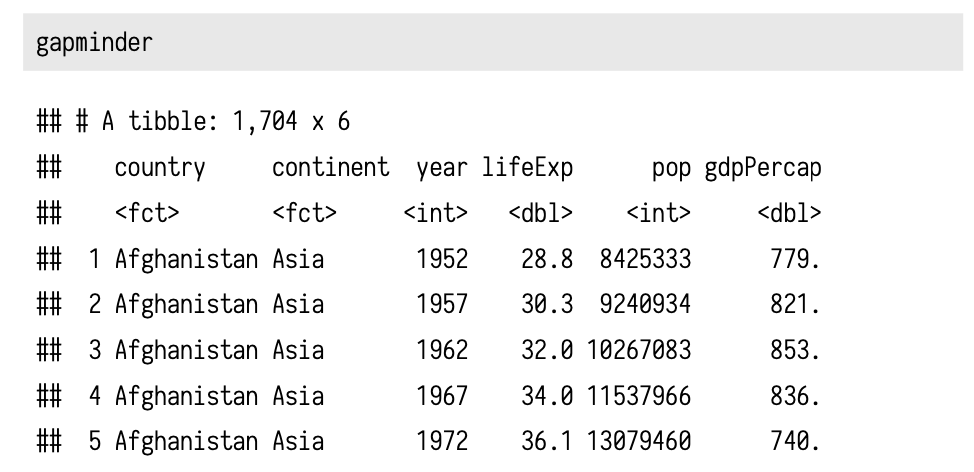 gapminder
## # A tibble: 1,704 x 6
##    country     continent  year lifeExp      pop gdpPercap
##    <fct>       <fct>     <int>   <dbl>    <int>     <dbl>
##  1 Afghanistan Asia       1952    28.8  8425333      779.
##  2 Afghanistan Asia       1957    30.3  9240934      821.
##  3 Afghanistan Asia       1962    32.0 10267083      853.
##  4 Afghanistan Asia       1967    34.0 11537966      836.
##  5 Afghanistan Asia       1972    36.1 13079460      740.